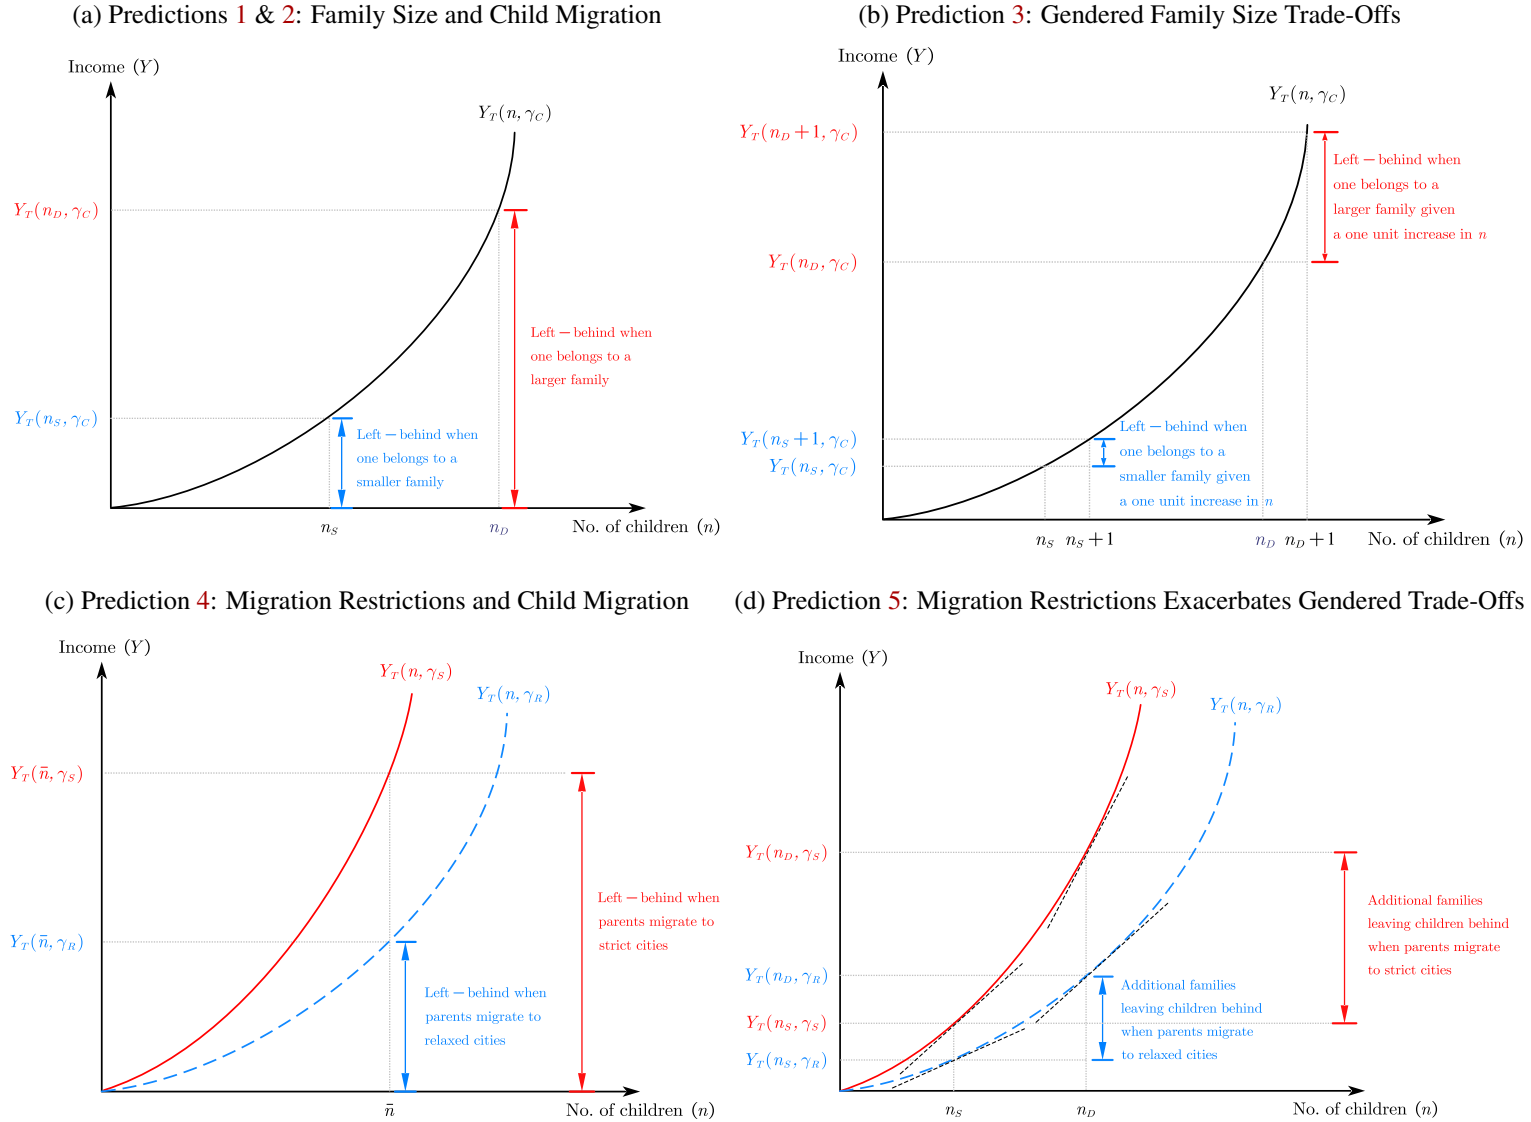 (a) Predictions 1 & 2: Family Size and Child Migration
Income (Y)
Y_T(n, γ_C)
Y_T(n_D, γ_C)
Left − behind when
one belongs to a
larger family
Y_T(n_S, γ_C)
Left − behind when
one belongs to a
smaller family
n_S
n_D
No. of children (n)
(b) Prediction 3: Gendered Family Size Trade-Offs
Income (Y)
Y_T(n, γ_C)
Y_T(n_D + 1, γ_C)
Left − behind when
one belongs to a
larger family given
a one unit increase in n
Y_T(n_D, γ_C)
Y_T(n_S + 1, γ_C)
Y_T(n_S, γ_C)
Left − behind when
one belongs to a
smaller family given
a one unit increase in n
n_S
n_S + 1
n_D
n_D + 1
No. of children (n)
(c) Prediction 4: Migration Restrictions and Child Migration
Income (Y)
Y_T(n, γ_S)
Y_T(n, γ_R)
Y_T(n̄, γ_S)
Left − behind when
parents migrate to
strict cities
Y_T(n̄, γ_R)
Left − behind when
parents migrate to
relaxed cities
n̄
No. of children (n)
(d) Prediction 5: Migration Restrictions Exacerbates Gendered Trade-Offs
Income (Y)
Y_T(n, γ_S)
Y_T(n, γ_R)
Y_T(n_D, γ_S)
Additional families
leaving children behind
when parents migrate
to strict cities
Y_T(n_D, γ_R)
Y_T(n_S, γ_S)
Y_T(n_S, γ_R)
Additional families
leaving children behind
when parents migrate
to relaxed cities
n_S
n_D
No. of children (n)